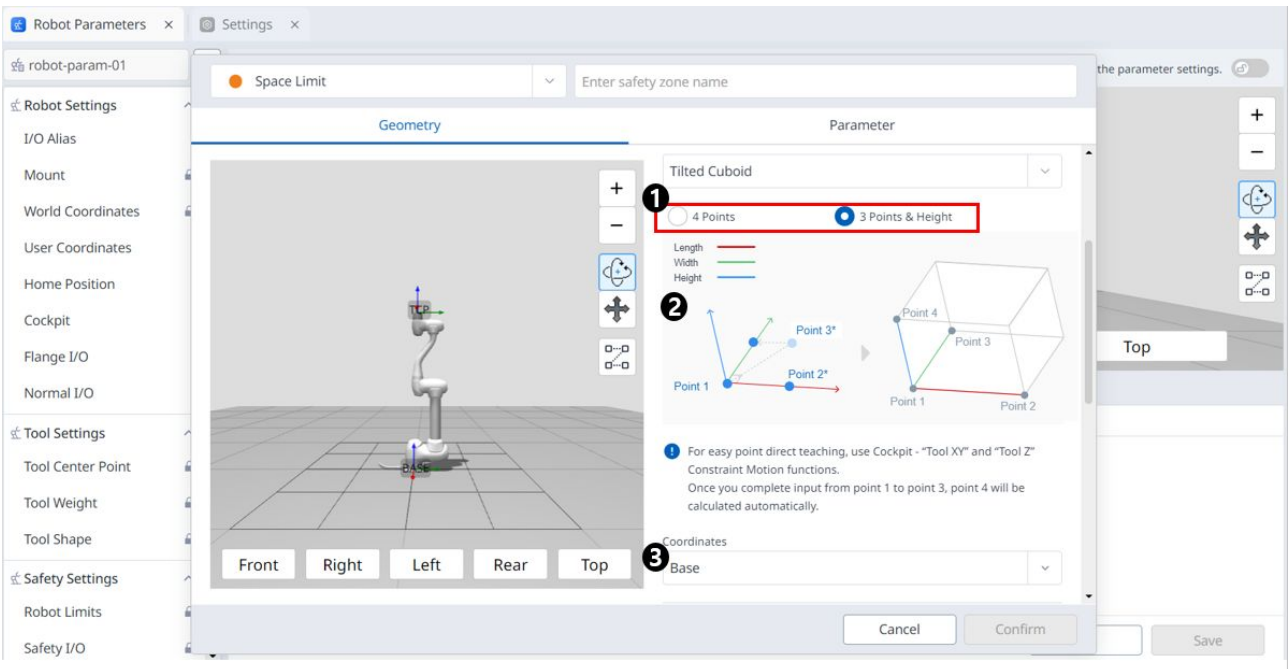 Robot Parameters ×
Settings ×
robot-param-01
the parameter settings.
Robot Settings
I/O Alias
Mount
World Coordinates
User Coordinates
Home Position
Cockpit
Flange I/O
Normal I/O
Tool Settings
Tool Center Point
Tool Weight
Tool Shape
Safety Settings
Robot Limits
Safety I/O
Space Limit
Enter safety zone name
Geometry
Parameter
TCP
BASE
Front Right Left Rear Top
Tilted Cuboid
1
4 Points 3 Points & Height
Length
Width
Height
2
Point 3*
Point 2*
Point 1
Point 4
Point 3
Point 1
Point 2
For easy point direct teaching, use Cockpit - “Tool XY” and “Tool Z”
Constraint Motion functions.
Once you complete input from point 1 to point 3, point 4 will be
calculated automatically.
Coordinates
3
Base
Cancel Confirm
Top
Save